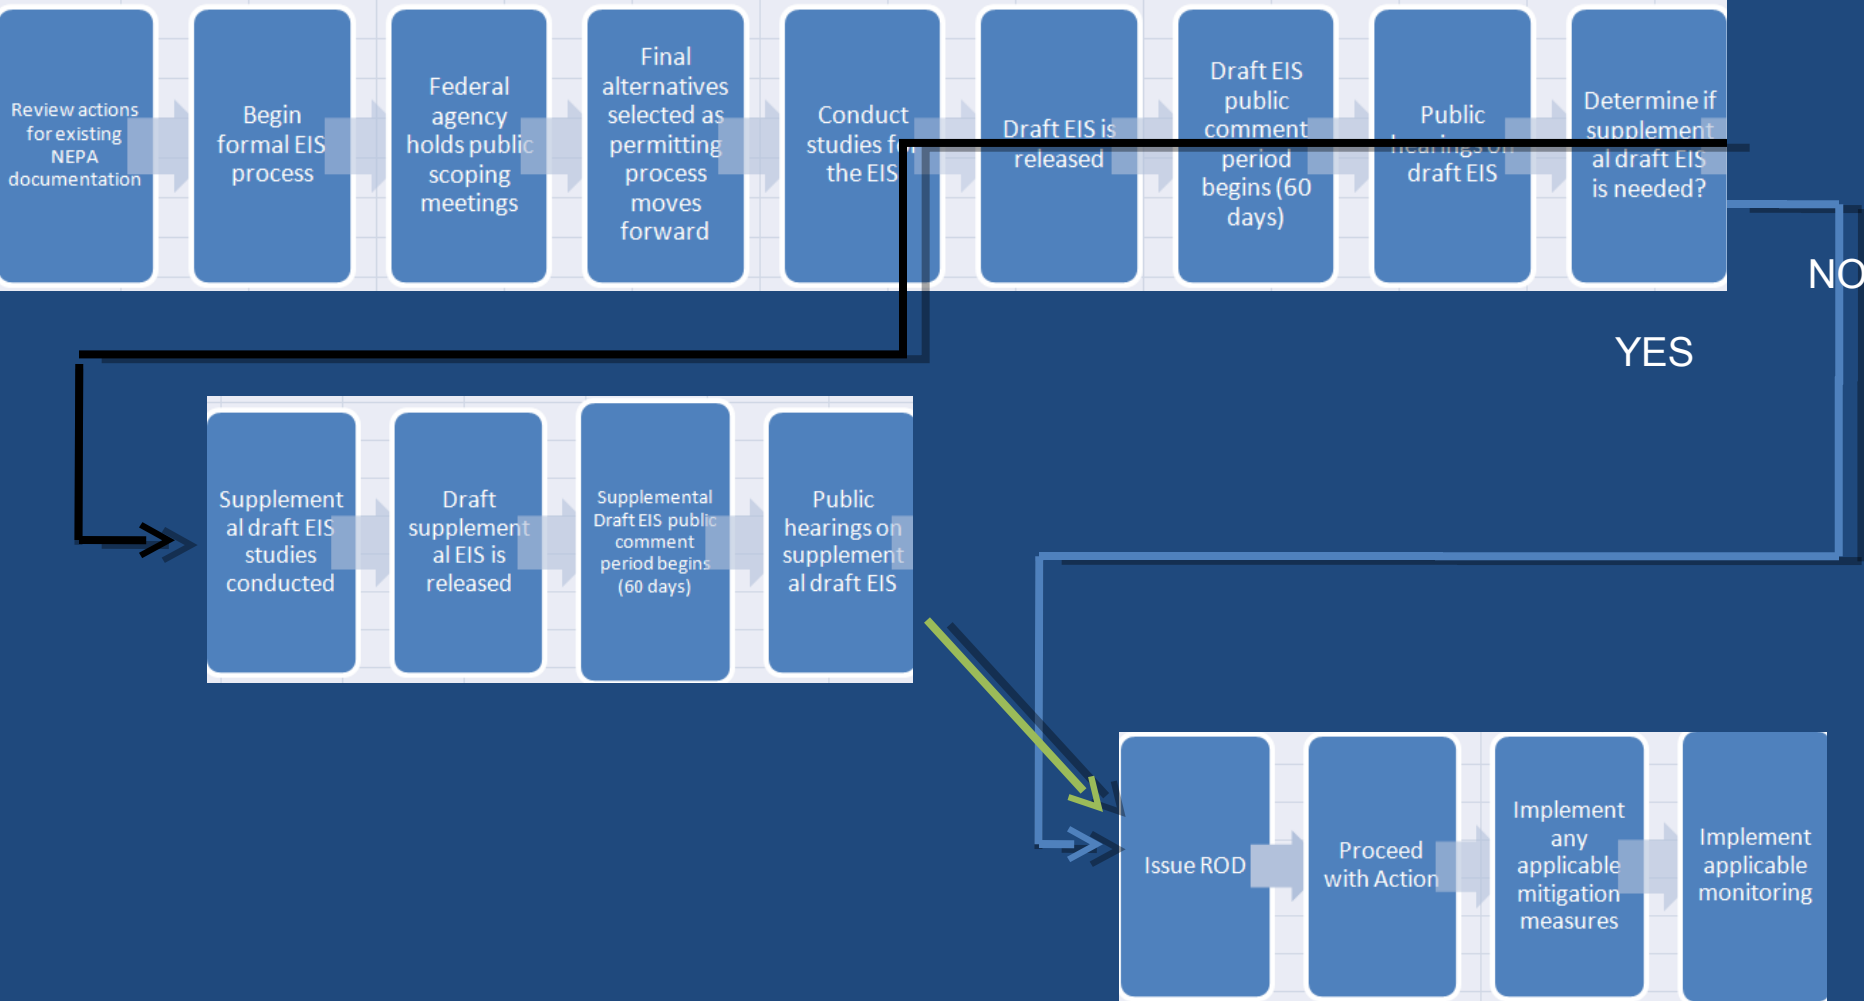 Review actions
for existing
NEPA
documentation
Begin
formal EIS
process
Federal
agency
holds public
scoping
meetings
Final
alternatives
selected as
permitting
process
moves
forward
Conduct
studies for
the EIS
Draft EIS is
released
Draft EIS
public
comment
period
begins (60
days)
Public
hearings on
draft EIS
Determine if
supplement
al draft EIS
is needed?
NO
YES
Supplement
al draft EIS
studies
conducted
Draft
supplement
al EIS is
released
Supplemental
Draft EIS public
comment
period begins
(60 days)
Public
hearings on
supplement
al draft EIS
Issue ROD
Proceed
with Action
Implement
any
applicable
mitigation
measures
Implement
applicable
monitoring